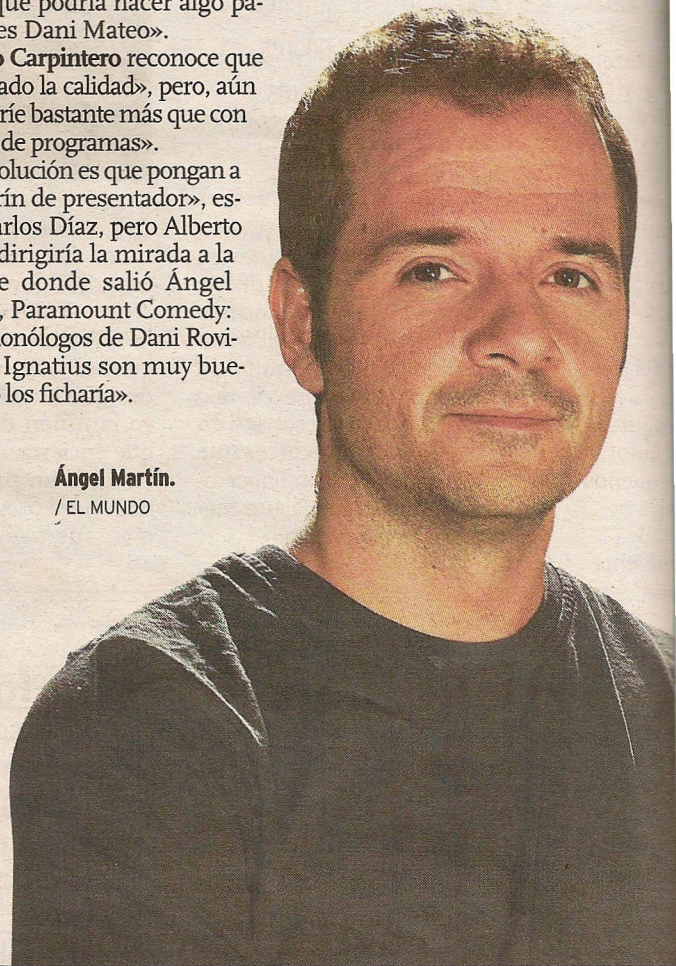 que podría hacer algo pa-
es Dani Mateo».
o Carpintero reconoce que
ado la calidad», pero, aún
ríe bastante más que con
de programas».
olución es que pongan a
rín de presentador», es-
arlos Díaz, pero Alberto
dirigiría la mirada a la
e donde salió Ángel
, Paramount Comedy:
onólogos de Dani Rovi-
Ignatius son muy bue-
los ficharía».
Ángel Martín.
/ EL MUNDO